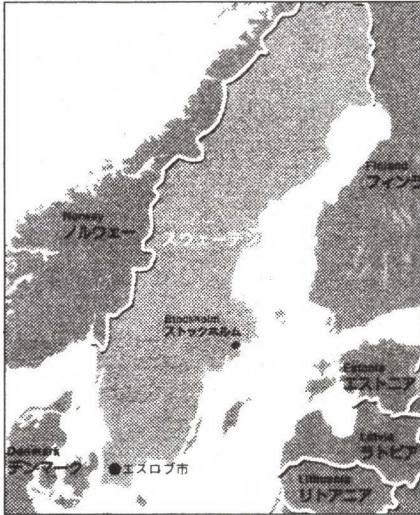 Finland
フィンラ
Norway
ノルウェー
スウェーデン
Stockholm
ストックホルム
Estonia
エストニア
Latvia
ラトビア
Denmark
デンマーク
エスロブ市
Lithuania
リトアニア